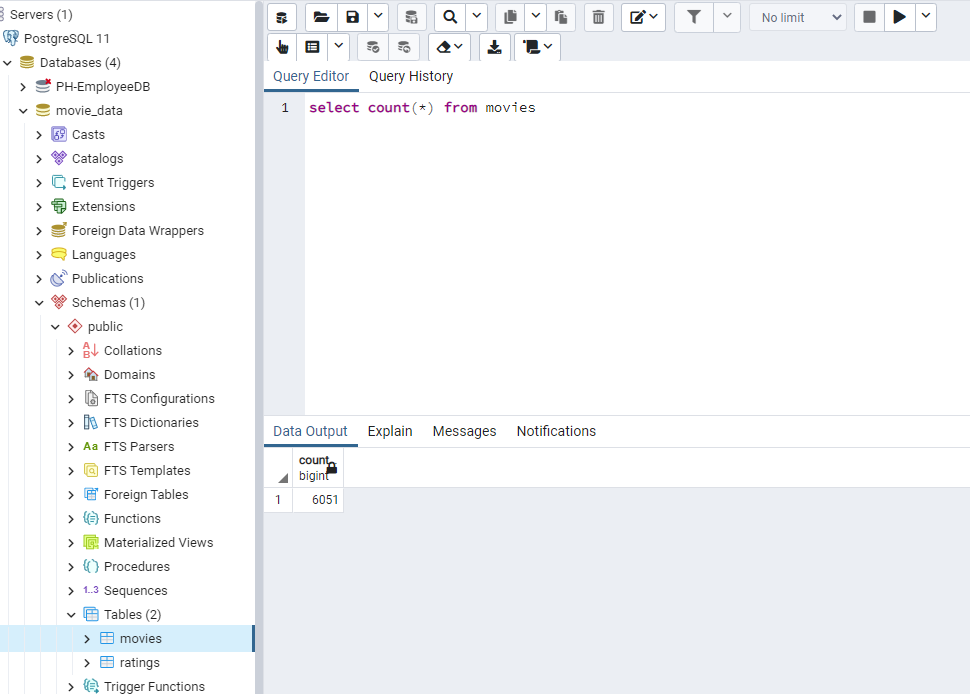 Servers (1)
PostgreSQL 11
Databases (4)
PH-EmployeeDB
movie_data
Casts
Catalogs
Event Triggers
Extensions
Foreign Data Wrappers
Languages
Publications
Schemas (1)
public
Collations
Domains
FTS Configurations
FTS Dictionaries
Aa FTS Parsers
FTS Templates
Foreign Tables
Functions
Materialized Views
Procedures
1..3 Sequences
Tables (2)
movies
ratings
Trigger Functions
No limit
Query Editor Query History
1 select count(*) from movies
Data Output Explain Messages Notifications
count
bigint
1 6051